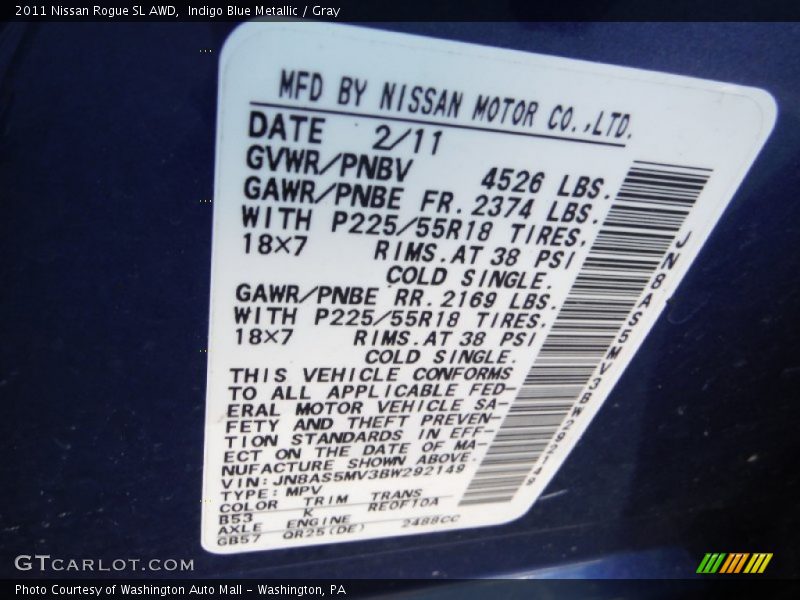 2011 Nissan Rogue SL AWD,  Indigo Blue Metallic / Gray
MFD BY NISSAN MOTOR CO.,LTD.
DATE 2/11
GVWR/PNBV 4526 LBS.
GAWR/PNBE FR. 2374 LBS.
WITH P225/55R18 TIRES,
18×7 RIMS.AT 38 PSI
COLD SINGLE.
GAWR/PNBE RR. 2169 LBS.
WITH P225/55R18 TIRES.
18×7 RIMS.AT 38 PSI
COLD SINGLE.
THIS VEHICLE CONFORMS
TO ALL APPLICABLE FED-
ERAL MOTOR VEHICLE SA-
FETY AND THEFT PREVEN-
TION STANDARDS IN EFF-
ECT ON THE DATE OF MA-
NUFACTURE SHOWN ABOVE.
VIN:JN8AS5MV3BW292149
TYPE:MPV
COLOR TRIM TRANS
B53 K RE0F10A
AXLE ENGINE
GB57 QR25(DE) 2488CC
JN8AS5MV3BW292149
GTCARLOT.COM
Photo Courtesy of Washington Auto Mall - Washington, PA